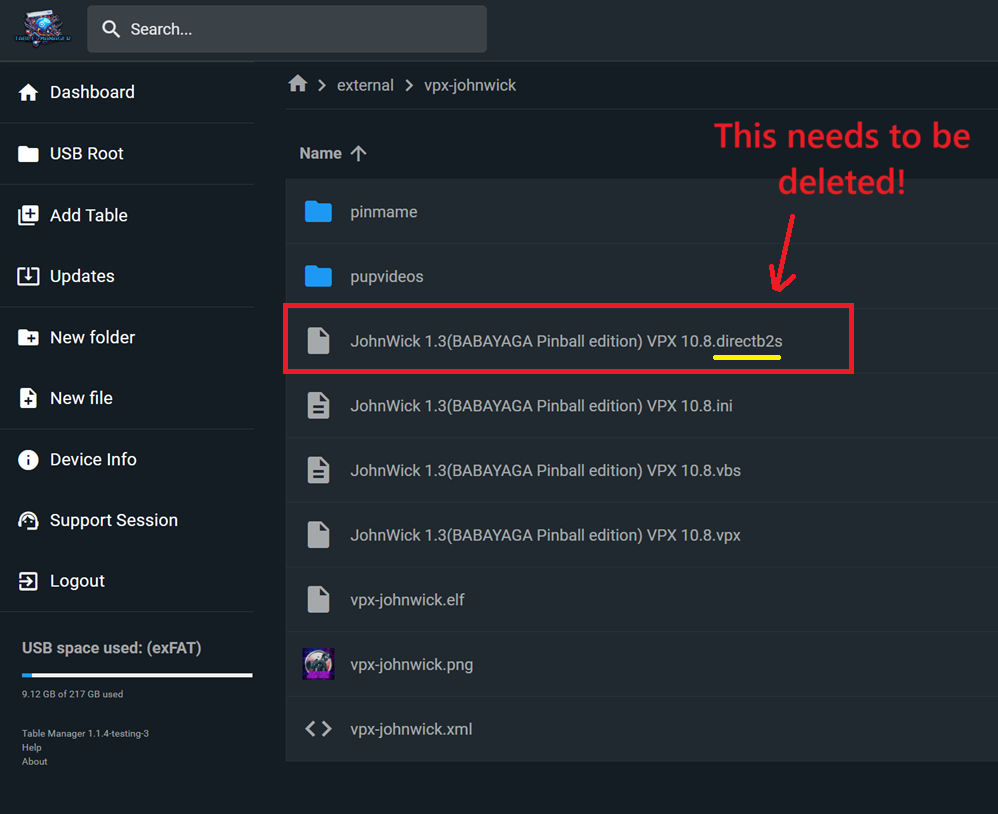 TABLE MANAGER
Search...
external
vpx-johnwick
Dashboard
USB Root
Add Table
Updates
New folder
New file
Device Info
Support Session
Logout
USB space used: (exFAT)
9.12 GB of 217 GB used
Table Manager 1.1.4-testing-3
Help
About
This needs to be
deleted!
Name
pinmame
pupvideos
JohnWick 1.3(BABAYAGA Pinball edition) VPX 10.8.directb2s
JohnWick 1.3(BABAYAGA Pinball edition) VPX 10.8.ini
JohnWick 1.3(BABAYAGA Pinball edition) VPX 10.8.vbs
JohnWick 1.3(BABAYAGA Pinball edition) VPX 10.8.vpx
vpx-johnwick.elf
vpx-johnwick.png
vpx-johnwick.xml